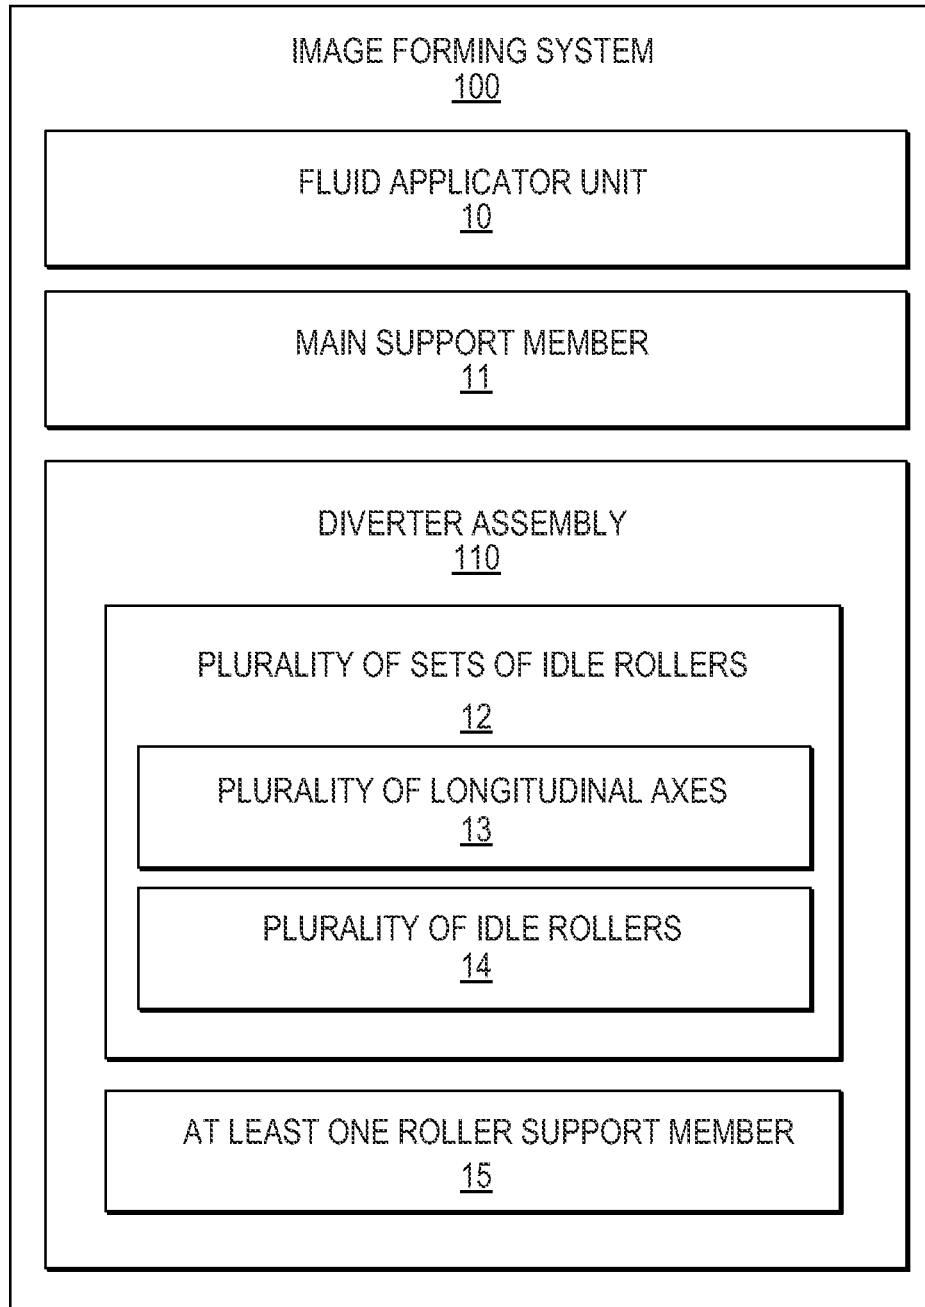 IMAGE FORMING SYSTEM
100
FLUID APPLICATOR UNIT
10
MAIN SUPPORT MEMBER
11
DIVERTER ASSEMBLY
110
PLURALITY OF SETS OF IDLE ROLLERS
12
PLURALITY OF LONGITUDINAL AXES
13
PLURALITY OF IDLE ROLLERS
14
AT LEAST ONE ROLLER SUPPORT MEMBER
15